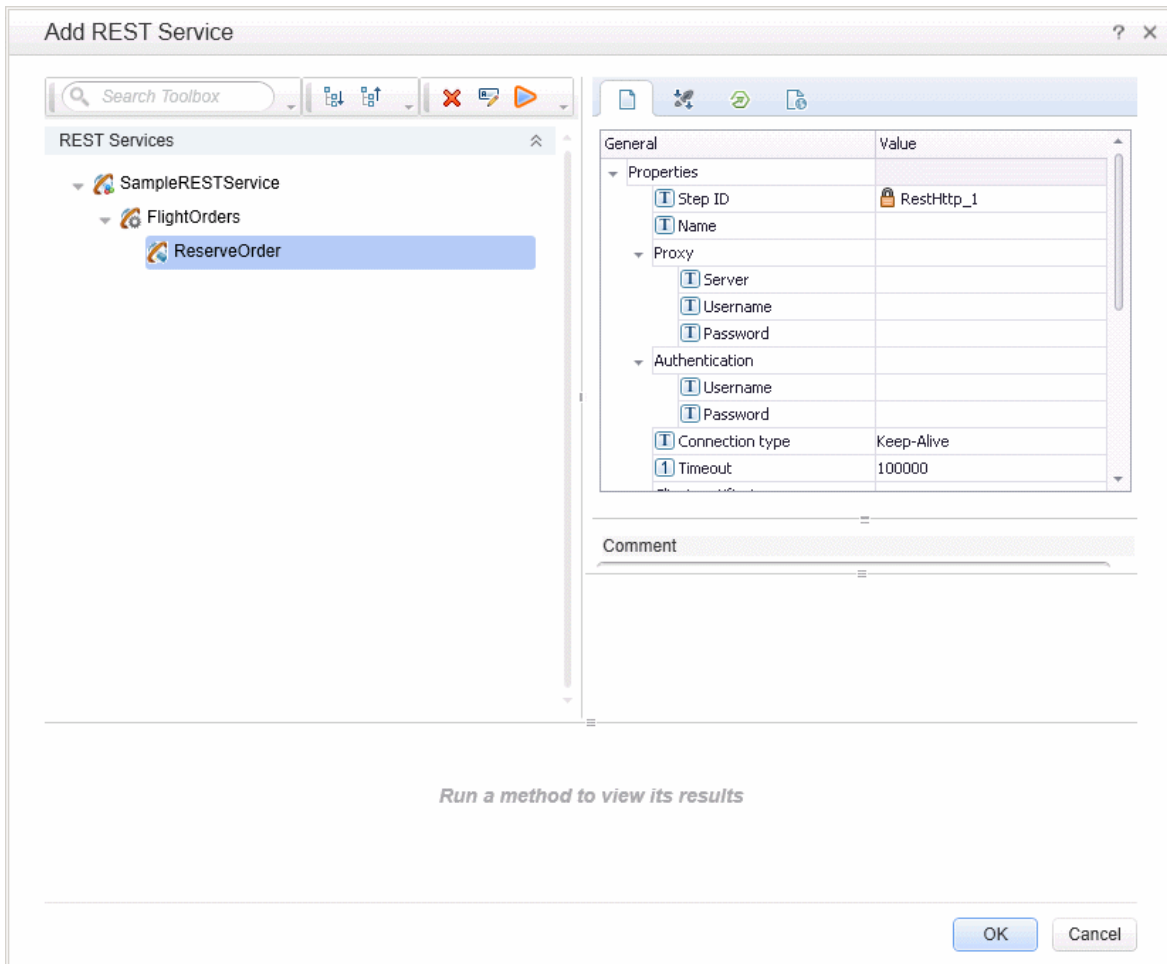 Add REST Service
Search Toolbox
REST Services
SampleRESTService
FlightOrders
ReserveOrder
General Value
Properties
Step ID RestHttp_1
Name
Proxy
Server
Username
Password
Authentication
Username
Password
Connection type Keep-Alive
Timeout 100000
Comment
Run a method to view its results
OK Cancel